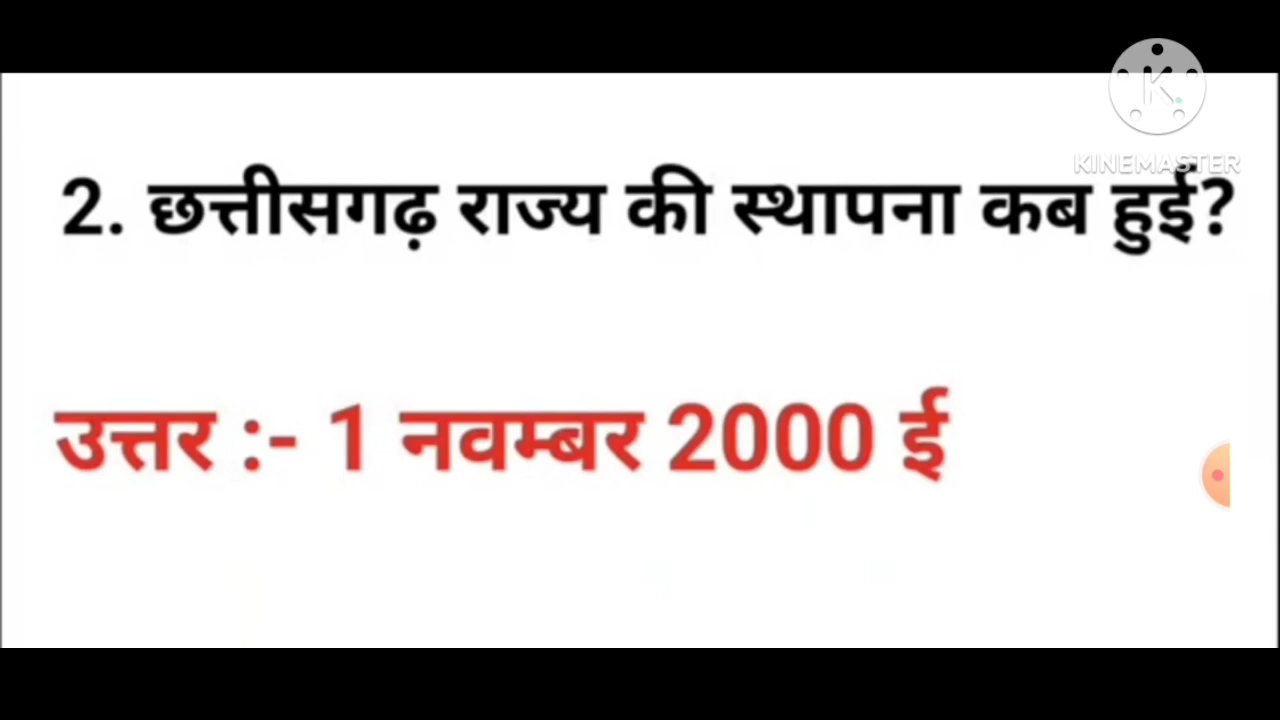 KINEMASTER
2. छत्तीसगढ़ राज्य की स्थापना कब हुई?
उत्तर :- 1 नवम्बर 2000 ई